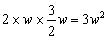 2 × w × 3/2 w = 3w²